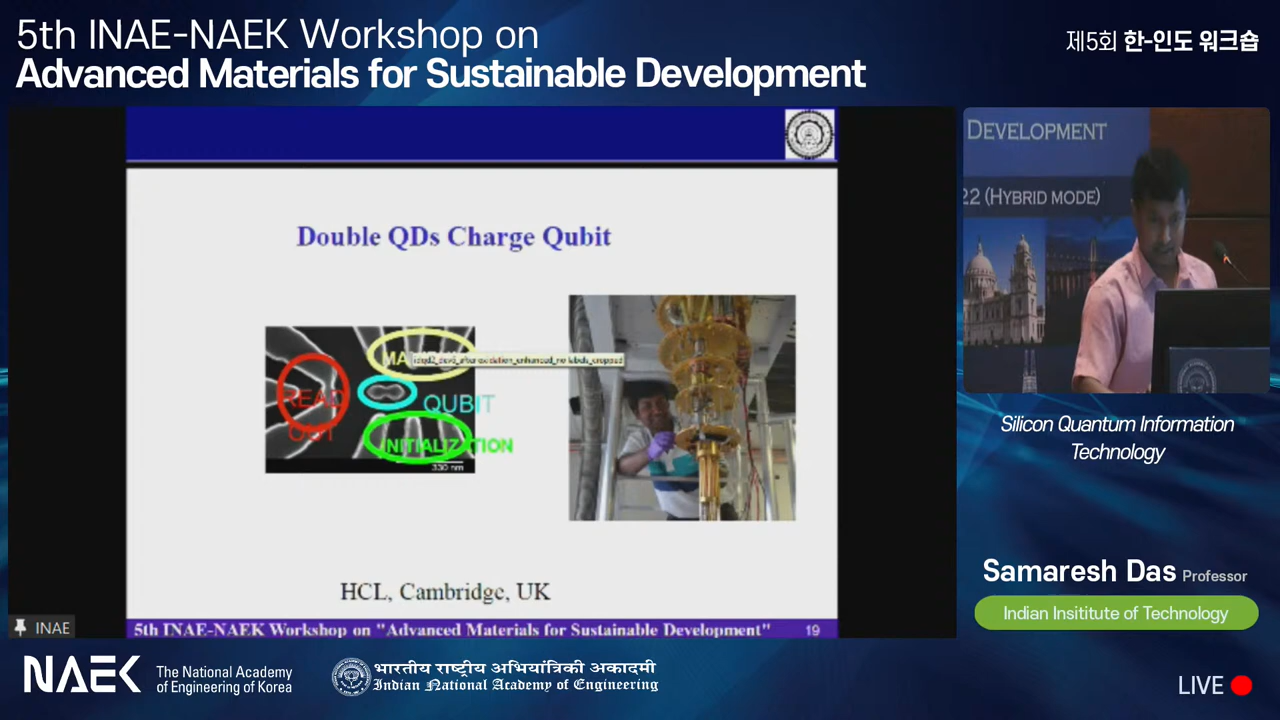 5th INAE-NAEK Workshop on
Advanced Materials for Sustainable Development
제5회 한-인도 워크숍
Double QDs Charge Qubit
READ
OUT
QUBIT
INITIALIZATION
330 nm
HCL, Cambridge, UK
5th INAE-NAEK Workshop on "Advanced Materials for Sustainable Development" 19
INAE
DEVELOPMENT
22 (HYBRID MODE)
Silicon Quantum Information
Technology
Samaresh Das Professor
Indian Insititute of Technology
NAEK
The National Academy
of Engineering of Korea
भारतीय राष्ट्रीय अभियांत्रिकी अकादमी
Indian National Academy of Engineering
LIVE